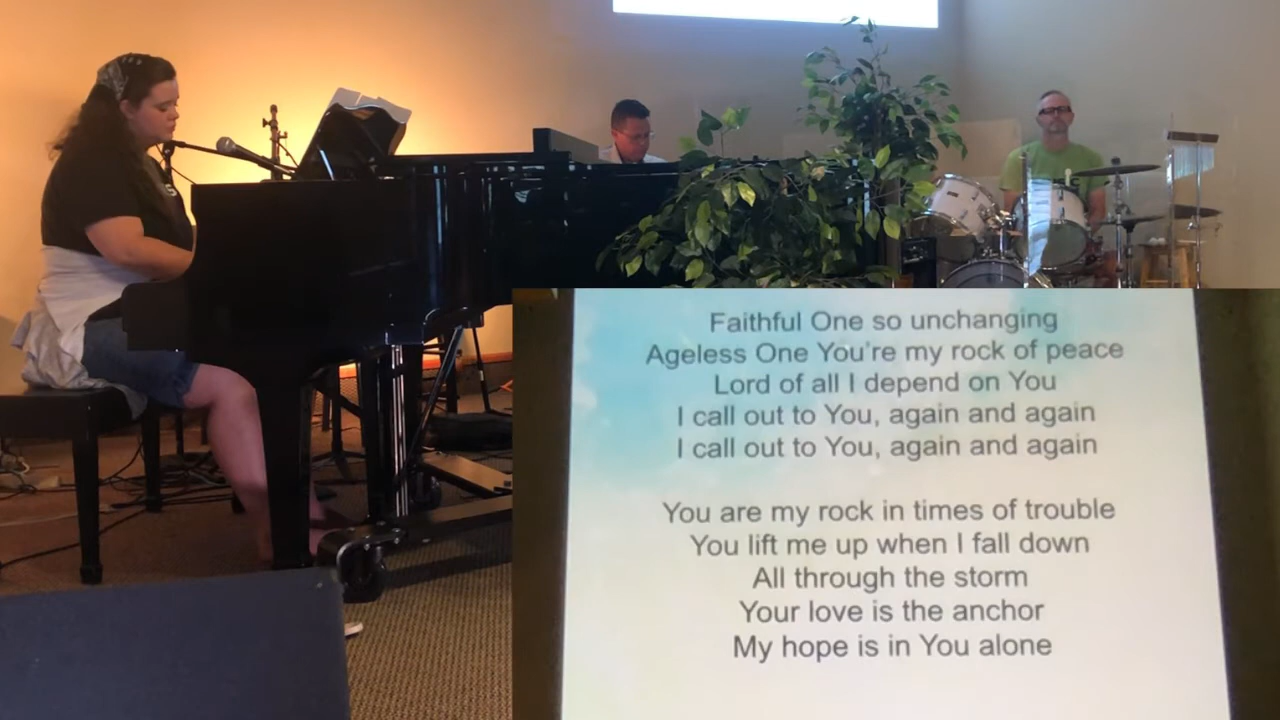 Faithful One so unchanging
Ageless One You're my rock of peace
Lord of all I depend on You
I call out to You, again and again
I call out to You, again and again
You are my rock in times of trouble
You lift me up when I fall down
All through the storm
Your love is the anchor
My hope is in You alone